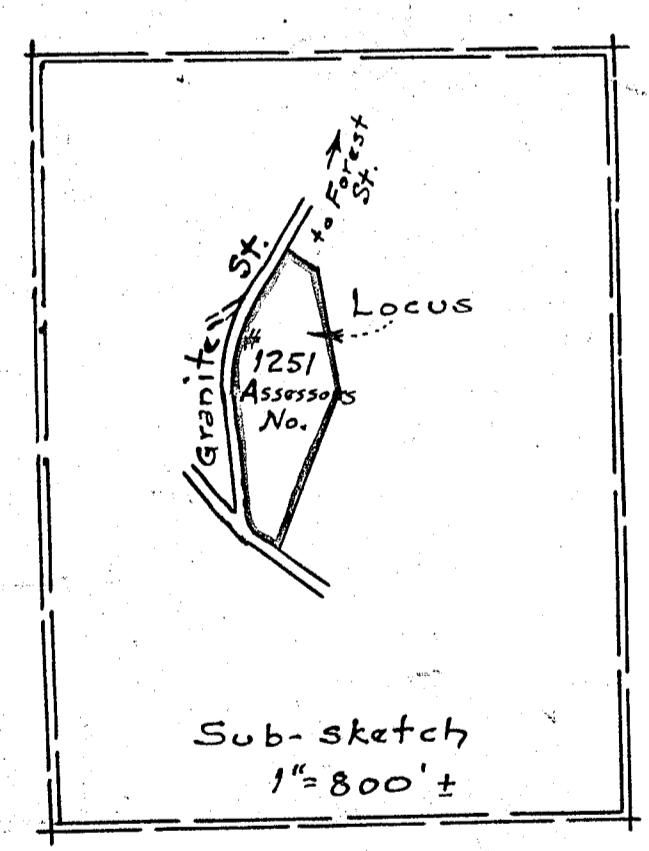 to Forest
St.
Granite St.
Locus
#
1251
Assessors
No.
Sub-sketch
1"=800'±